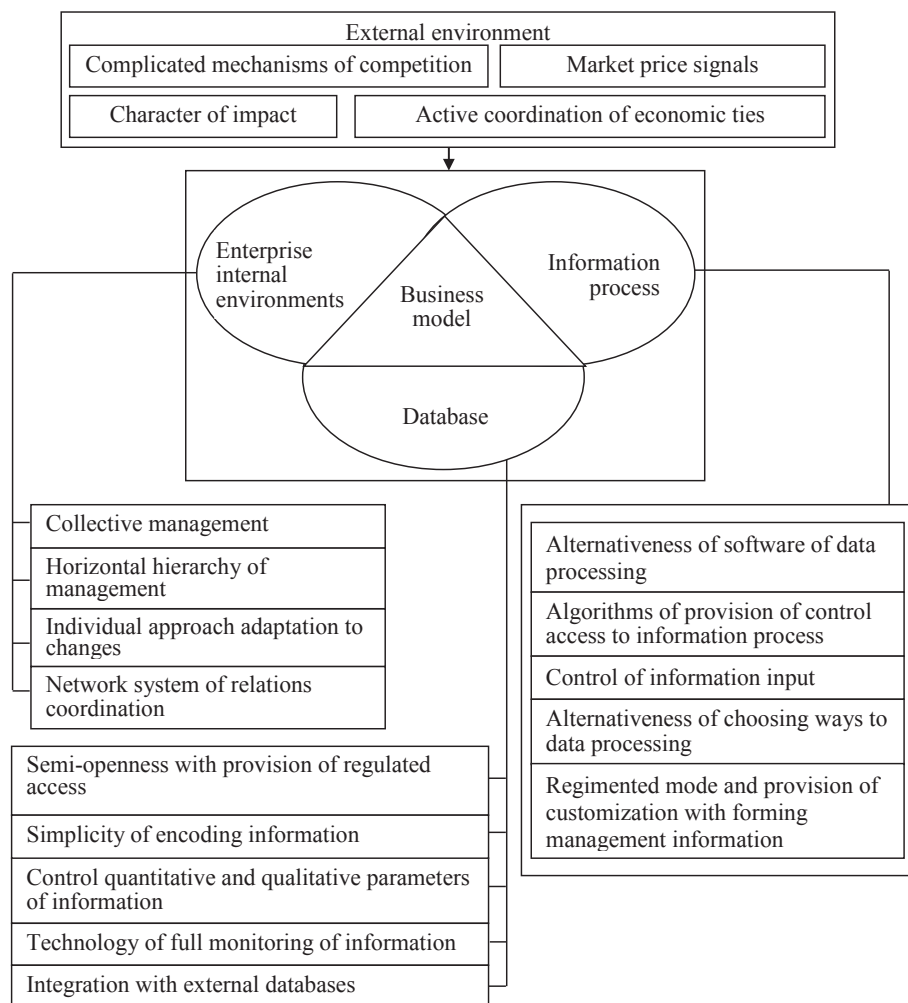 External environment
Complicated mechanisms of competition
Market price signals
Character of impact
Active coordination of economic ties
Enterprise
internal
environments
Business
model
Information
process
Database
Collective management
Horizontal hierarchy of
management
Individual approach adaptation to
changes
Network system of relations
coordination
Alternativeness of software of data
processing
Algorithms of provision of control
access to information process
Control of information input
Alternativeness of choosing ways to
data processing
Regimented mode and provision of
customization with forming
management information
Semi-openness with provision of regulated
access
Simplicity of encoding information
Control quantitative and qualitative parameters
of information
Technology of full monitoring of information
Integration with external databases